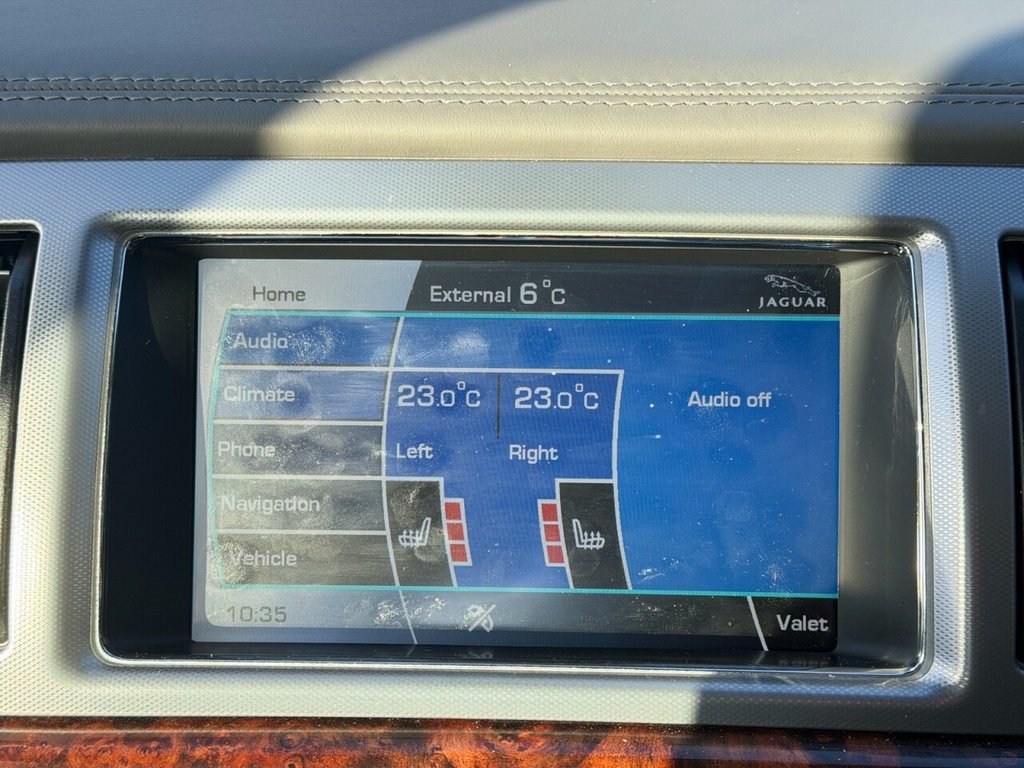 Home
External 6°C
JAGUAR
Audio
Climate
23.0°C
23.0°C
Audio off
Phone
Left
Right
Navigation
Vehicle
10:35
Valet